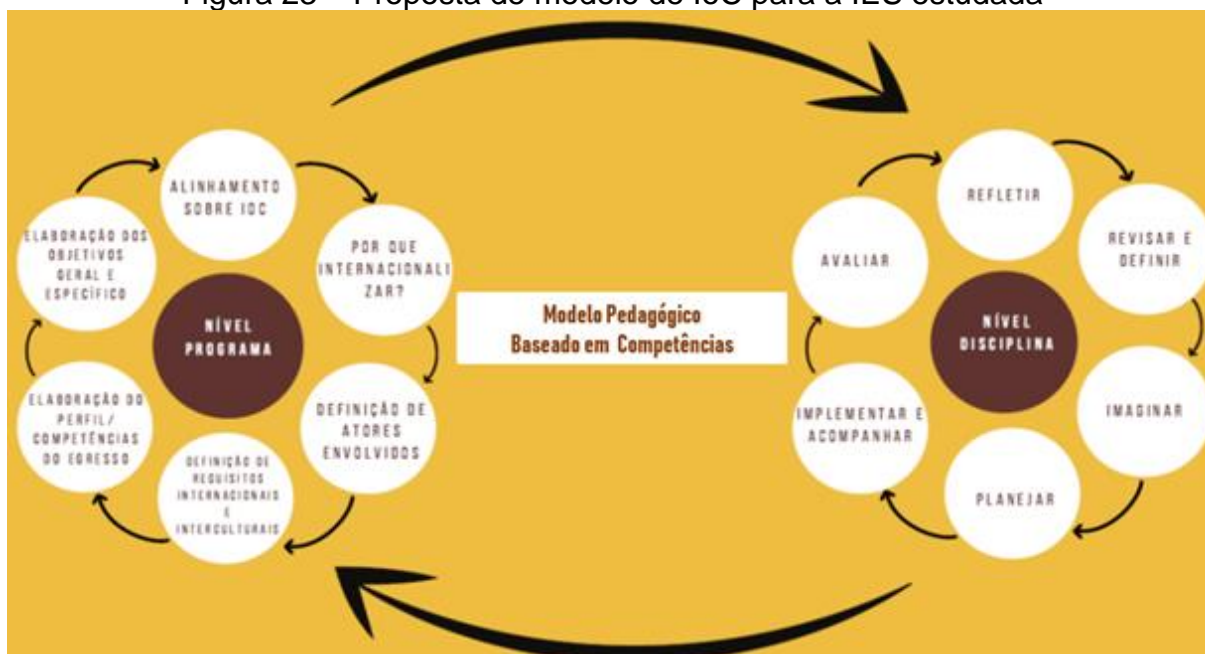 Figura 28 – Proposta de modelo de IoC para a IES estudada
ALINHAMENTO
SOBRE IOC
POR QUE
INTERNACIONALI
ZAR?
DEFINIÇÃO DE
ATORES
ENVOLVIDOS
DEFINIÇÃO DE
REQUISITOS
INTERNACIONAIS
E
INTERCULTURAIS
ELABORAÇÃO DO
PERFIL/
COMPETÊNCIAS
DO EGRESSO
ELABORAÇÃO DOS
OBJETIVOS
GERAL E
ESPECÍFICO
NÍVEL
PROGRAMA
Modelo Pedagógico
Baseado em Competências
REFLETIR
REVISAR E
DEFINIR
IMAGINAR
PLANEJAR
IMPLEMENTAR E
ACOMPANHAR
AVALIAR
NÍVEL
DISCIPLINA